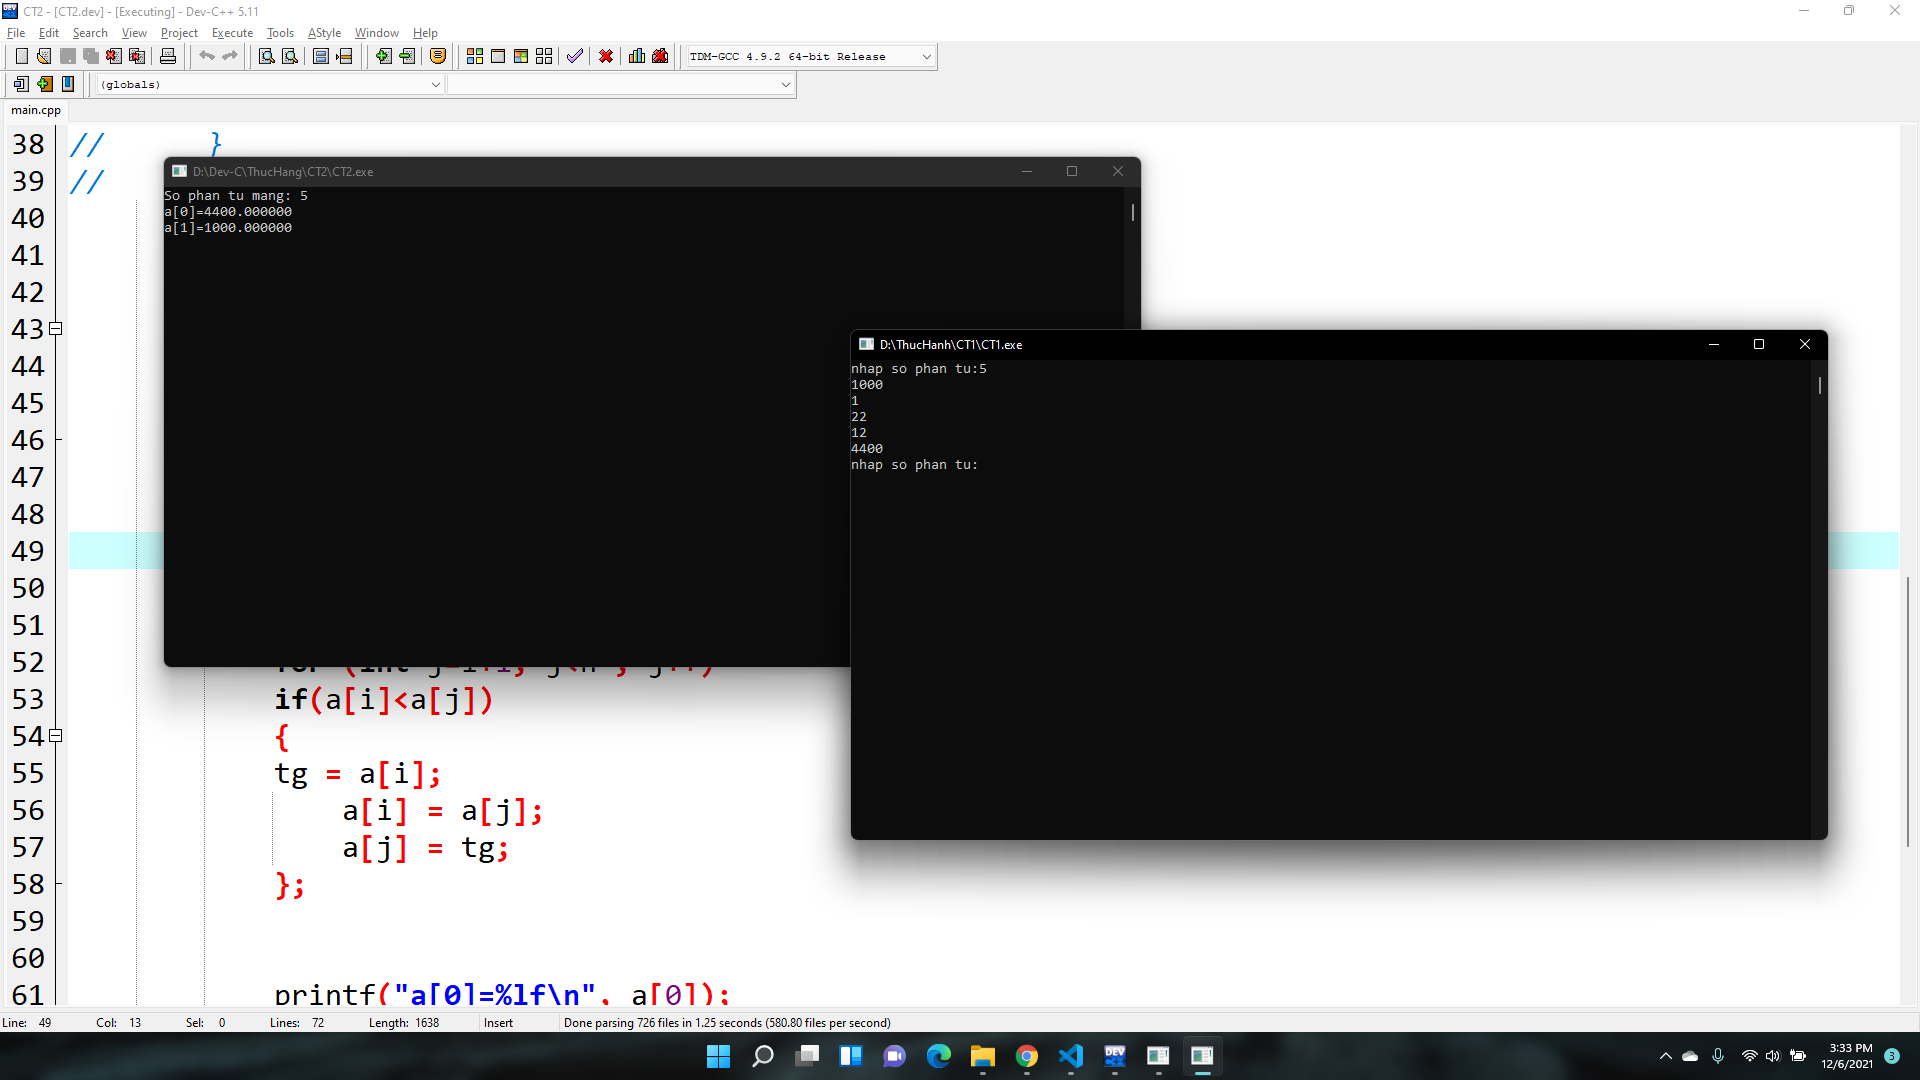 CT2 - [CT2.dev] - [Executing] - Dev-C++ 5.11
File Edit Search View Project Execute Tools AStyle Window Help
TDM-GCC 4.9.2 64-bit Release
(globals)
main.cpp
38 // }
39 //
40
41
42
43
44
45
46
47
48
49
50
51
52 for (int j=i+1; j<n ; j++)
53 if(a[i]<a[j])
54 {
55 tg = a[i];
56 a[i] = a[j];
57 a[j] = tg;
58 };
59
60
61 printf("a[0]=%lf\n", a[0]);
D:\Dev-C\ThucHang\CT2\CT2.exe
So phan tu mang: 5
a[0]=4400.000000
a[1]=1000.000000
D:\ThucHanh\CT1\CT1.exe
nhap so phan tu:5
1000
1
22
12
4400
nhap so phan tu:
Line: 49 Col: 13 Sel: 0 Lines: 72 Length: 1638 Insert Done parsing 726 files in 1.25 seconds (580.80 files per second)
DEV
3:33 PM
12/6/2021
3